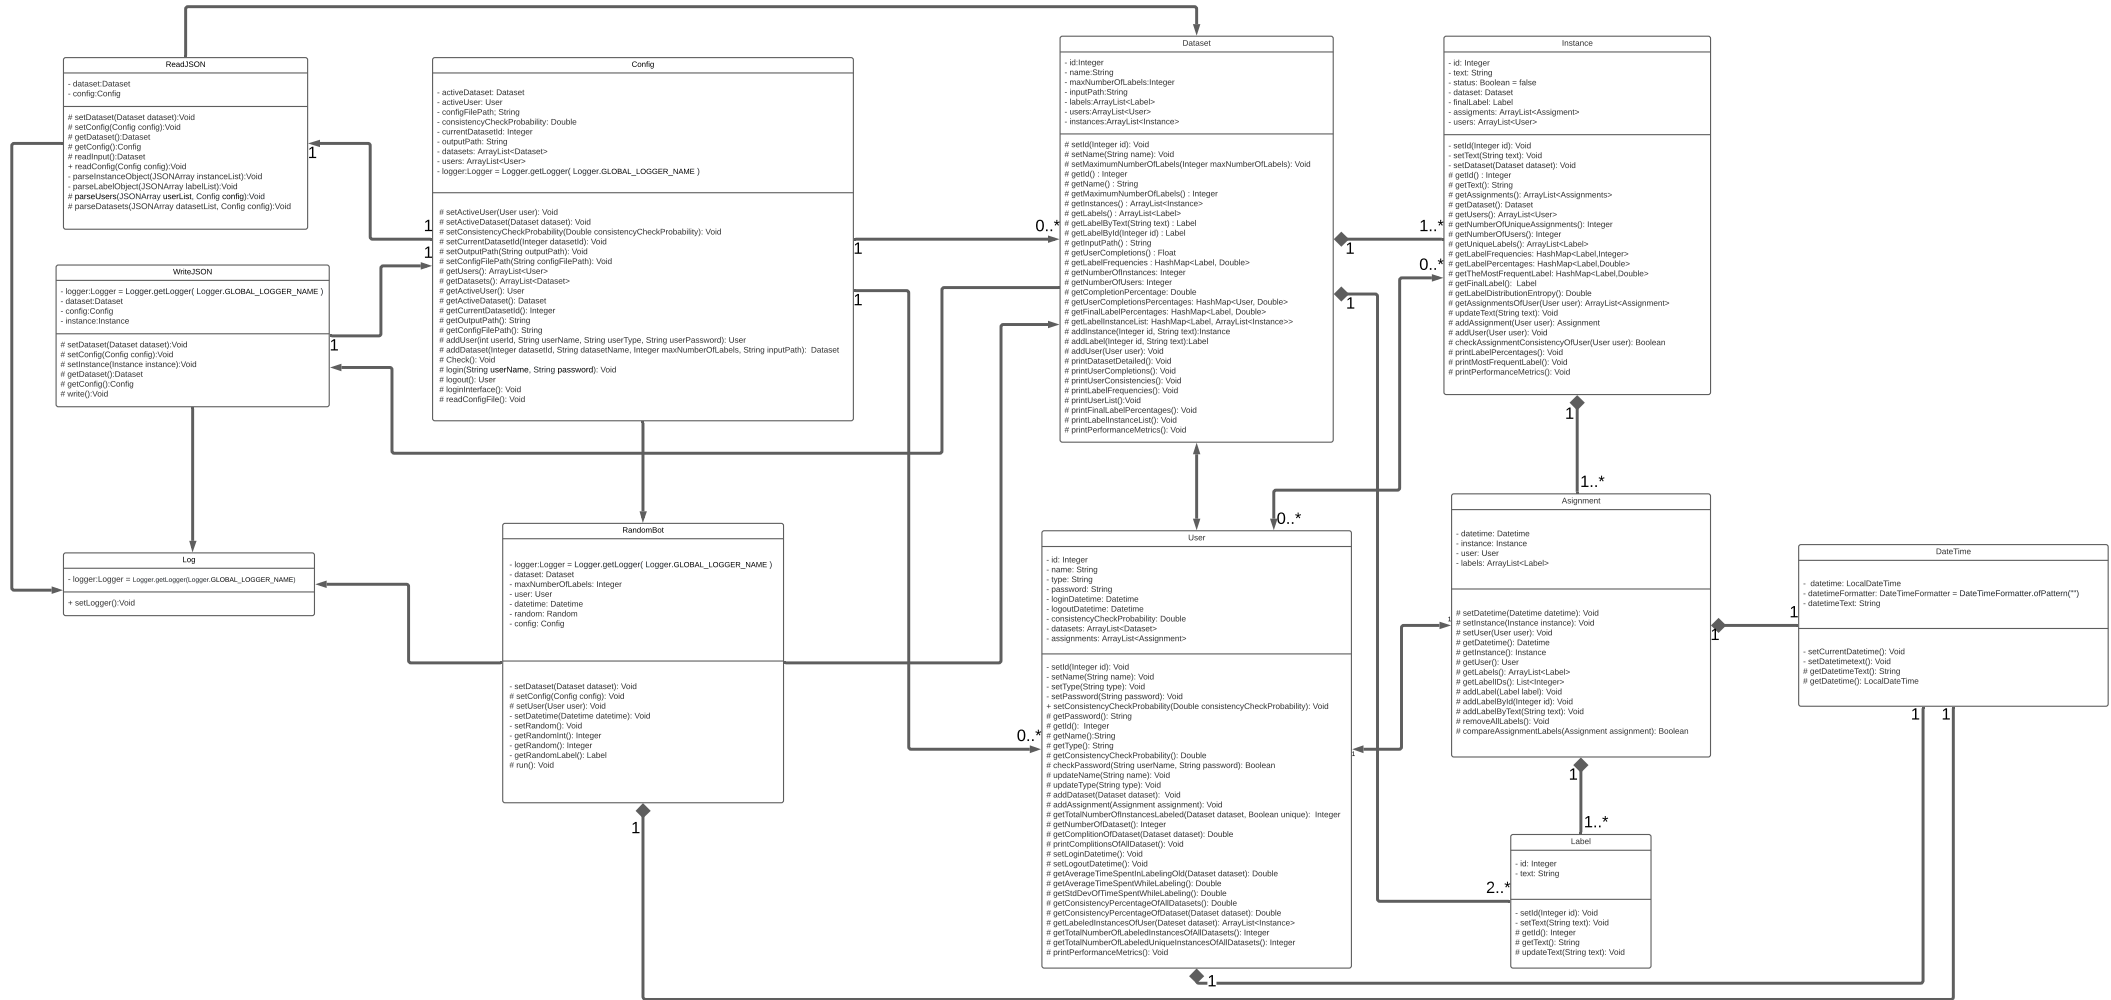 ReadJSON
- dataset:Dataset
- config:Config
# setDataset(Dataset dataset):Void
# setConfig(Config config):Void
# getDataset():Dataset
# getConfig():Config
# readInput():Dataset
+ readConfig(Config config):Void
- parseInstanceObject(JSONArray instanceList):Void
- parseLabelObject(JSONArray labelList):Void
# parseUsers(JSONArray userList, Config config):Void
# parseDatasets(JSONArray datasetList, Config config):Void
1
WriteJSON
- logger:Logger = Logger.getLogger( Logger.GLOBAL_LOGGER_NAME )
- dataset:Dataset
- config:Config
- instance:Instance
# setDataset(Dataset dataset):Void
# setConfig(Config config):Void
# setInstance(Instance instance):Void
# getDataset():Dataset
# getConfig():Config
# write():Void
1
Log
- logger:Logger = Logger.getLogger(Logger.GLOBAL_LOGGER_NAME)
+ setLogger():Void
Config
- activeDataset: Dataset
- activeUser: User
- configFilePath; String
- consistencyCheckProbability: Double
- currentDatasetId: Integer
- outputPath: String
- datasets: ArrayList<Dataset>
- users: ArrayList<User>
- logger:Logger = Logger.getLogger( Logger.GLOBAL_LOGGER_NAME )
# setActiveUser(User user): Void
# setActiveDataset(Dataset dataset): Void
# setConsistencyCheckProbability(Double consistencyCheckProbability): Void
# setCurrentDatasetId(Integer datasetId): Void
# setOutputPath(String outputPath): Void
# setConfigFilePath(String configFilePath): Void
# getUsers(): ArrayList<User>
# getDatasets(): ArrayList<Dataset>
# getActiveUser(): User
# getActiveDataset(): Dataset
# getCurrentDatasetId(): Integer
# getOutputPath(): String
# getConfigFilePath(): String
# addUser(int userId, String userName, String userType, String userPassword): User
# addDataset(Integer datasetId, String datasetName, Integer maxNumberOfLabels, String inputPath):  Dataset
# Check(): Void
# login(String userName, String password): Void
# logout(): User
# loginInterface(): Void
# readConfigFile(): Void
1
1
1
1
RandomBot
- logger:Logger = Logger.getLogger( Logger.GLOBAL_LOGGER_NAME )
- dataset: Dataset
- maxNumberOfLabels: Integer
- user: User
- datetime: Datetime
- random: Random
- config: Config
- setDataset(Dataset dataset): Void
# setConfig(Config config): Void
# setUser(User user): Void
- setDatetime(Datetime datetime): Void
- setRandom(): Void
- getRandomInt(): Integer
- getRandom(): Integer
- getRandomLabel(): Label
# run(): Void
1
Dataset
- id:Integer
- name:String
- maxNumberOfLabels:Integer
- inputPath:String
- labels:ArrayList<Label>
- users:ArrayList<User>
- instances:ArrayList<Instance>
# setId(Integer id): Void
# setName(String name): Void
# setMaximumNumberOfLabels(Integer maxNumberOfLabels): Void
# getId() : Integer
# getName() : String
# getMaximumNumberOfLabels() : Integer
# getInstances() : ArrayList<Instance>
# getLabels() : ArrayList<Label>
# getLabelByText(String text) : Label
# getLabelById(Integer id) : Label
# getInputPath() : String
# getUserCompletions() : Float
# getLabelFrequencies : HashMap<Label, Double>
# getNumberOfInstances: Integer
# getNumberOfUsers: Integer
# getCompletionPercentage: Double
# getUserCompletionsPercentages: HashMap<User, Double>
# getFinalLabelPercentages: HashMap<Label, Double>
# getLabelInstanceList: HashMap<Label, ArrayList<Instance>>
# addInstance(Integer id, String text):Instance
# addLabel(Integer id, String text):Label
# addUser(User user): Void
# printDatasetDetailed(): Void
# printUserCompletions(): Void
# printUserConsistencies(): Void
# printLabelFrequencies(): Void
# printUserList():Void
# printFinalLabelPercentages(): Void
# printLabelInstanceList(): Void
# printPerformanceMetrics(): Void
0..*
1
1
User
- id: Integer
- name: String
- type: String
- password: String
- loginDatetime: Datetime
- logoutDatetime: Datetime
- consistencyCheckProbability: Double
- datasets: ArrayList<Dataset>
- assignments: ArrayList<Assignment>
- setId(Integer id): Void
- setName(String name): Void
- setType(String type): Void
- setPassword(String password): Void
+ setConsistencyCheckProbability(Double consistencyCheckProbability): Void
# getPassword(): String
# getId():  Integer
# getName():String
# getType(): String
# getConsistencyCheckProbability(): Double
# checkPassword(String userName, String password): Boolean
# updateName(String name): Void
# updateType(String type): Void
# addDataset(Dataset dataset):  Void
# addAssignment(Assignment assignment): Void
# getTotalNumberOfInstancesLabeled(Dataset dataset, Boolean unique):  Integer
# getNumberOfDataset(): Integer
# getComplitionOfDataset(Dataset dataset): Double
# printComplitionsOfAllDataset(): Void
# setLoginDatetime(): Void
# setLogoutDatetime(): Void
# getAverageTimeSpentInLabelingOld(Dataset dataset): Double
# getAverageTimeSpentWhileLabeling(): Double
# getStdDevOfTimeSpentWhileLabeling(): Double
# getConsistencyPercentageOfAllDatasets(): Double
# getConsistencyPercentageOfDataset(Dataset dataset): Double
# getLabeledInstancesOfUser(Dateset dataset): ArrayList<Instance>
# getTotalNumberOfLabeledInstancesOfAllDatasets(): Integer
# getTotalNumberOfLabeledUniqueInstancesOfAllDatasets(): Integer
# printPerformanceMetrics(): Void
0..*
0..*
1
1
Instance
- id: Integer
- text: String
- status: Boolean = false
- dataset: Dataset
- finalLabel: Label
- assigments: ArrayList<Assigment>
- users: ArrayList<User>
- setId(Integer id): Void
- setText(String text): Void
- setDataset(Dataset dataset): Void
# getId() : Integer
# getText(): String
# getAssignments(): ArrayList<Assignments>
# getDataset(): Dataset
# getUsers(): ArrayList<User>
# getNumberOfUniqueAssignments(): Integer
# getNumberOfUsers(): Integer
# getUniqueLabels(): ArrayList<Label>
# getLabelFrequencies: HashMap<Label,Integer>
# getLabelPercentages: HashMap<Label,Double>
# getTheMostFrequentLabel: HashMap<Label,Double>
# getFinalLabel():  Label
# getLabelDistributionEntropy(): Double
# getAssignmentsOfUser(User user): ArrayList<Assignment>
# updateText(String text): Void
# addAssignment(User user): Assignment
# addUser(User user): Void
# checkAssignmentConsistencyOfUser(User user): Boolean
# printLabelPercentages(): Void
# printMostFrequentLabel(): Void
# printPerformanceMetrics(): Void
1..*
0..*
1
1..*
Asignment
- datetime: Datetime
- instance: Instance
- user: User
- labels: ArrayList<Label>
# setDatetime(Datetime datetime): Void
# setInstance(Instance instance): Void
# setUser(User user): Void
# getDatetime(): Datetime
# getInstance(): Instance
# getUser(): User
# getLabels(): ArrayList<Label>
# getLabelIDs(): List<Integer>
# addLabel(Label label): Void
# addLabelById(Integer id): Void
# addLabelByText(String text): Void
# removeAllLabels(): Void
# compareAssignmentLabels(Assignment assignment): Boolean
1
1
1
1..*
Label
- id: Integer
- text: String
- setId(Integer id): Void
- setText(String text): Void
# getId(): Integer
# getText(): String
# updateText(String text): Void
2..*
DateTime
-  datetime: LocalDateTime
- datetimeFormatter: DateTimeFormatter = DateTimeFormatter.ofPattern("")
- datetimeText: String
- setCurrentDatetime(): Void
- setDatetimetext(): Void
# getDatetimeText(): String
# getDatetime(): LocalDateTime
1
1
1